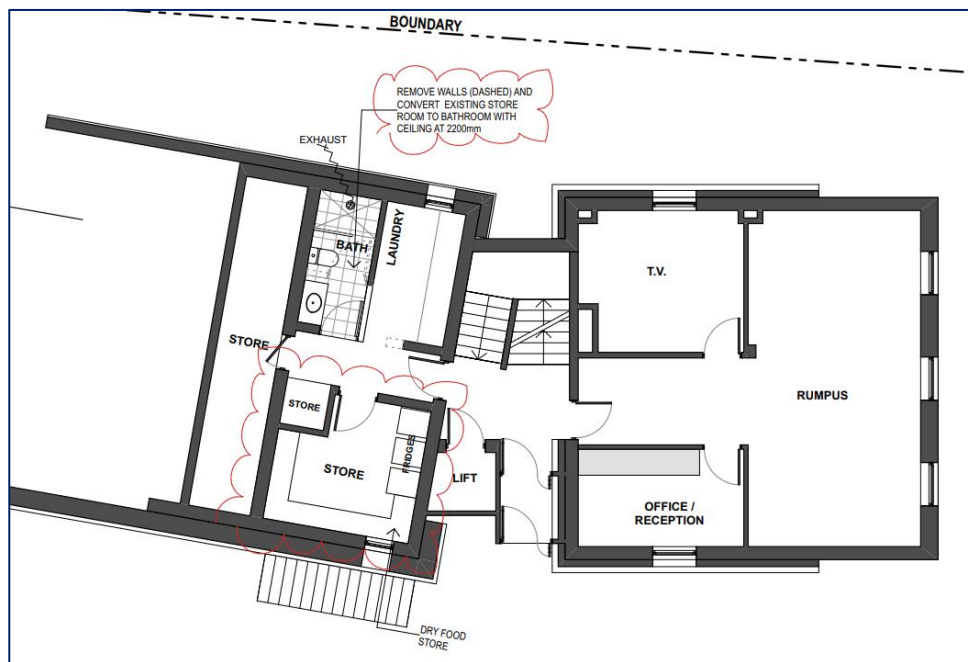 BOUNDARY
REMOVE WALLS (DASHED) AND
CONVERT EXISTING STORE
ROOM TO BATHROOM WITH
CEILING AT 2200mm
EXHAUST
BATH
LAUNDRY
T.V.
STORE
RUMPUS
STORE
FRIDGES
STORE
LIFT
OFFICE /
RECEPTION
DRY FOOD
STORE